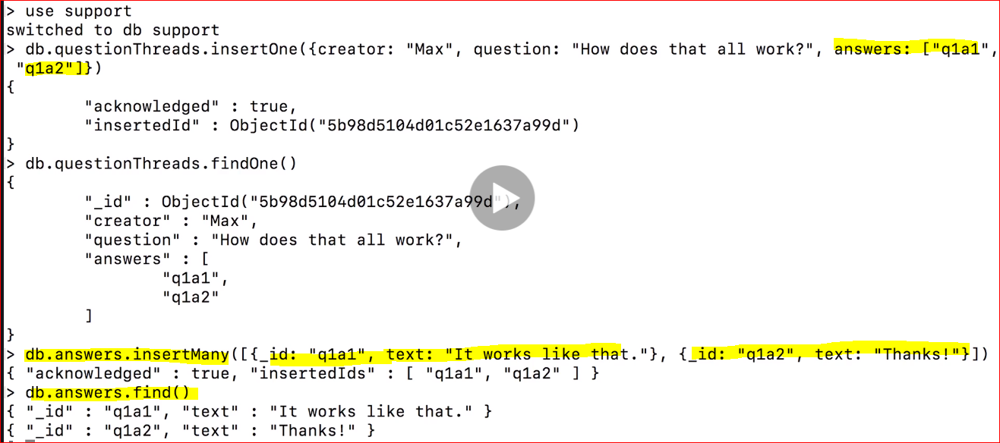 > use support
switched to db support
> db.questionThreads.insertOne({creator: "Max", question: "How does that all work?", answers: ["q1a1",
"q1a2"]})
{
"acknowledged" : true,
"insertedId" : ObjectId("5b98d5104d01c52e1637a99d")
}
> db.questionThreads.findOne()
{
"_id" : ObjectId("5b98d5104d01c52e1637a99d"),
"creator" : "Max",
"question" : "How does that all work?",
"answers" : [
"q1a1",
"q1a2"
]
}
> db.answers.insertMany([{_id: "q1a1", text: "It works like that."}, {_id: "q1a2", text: "Thanks!"}])
{ "acknowledged" : true, "insertedIds" : [ "q1a1", "q1a2" ] }
> db.answers.find()
{ "_id" : "q1a1", "text" : "It works like that." }
{ "_id" : "q1a2", "text" : "Thanks!" }